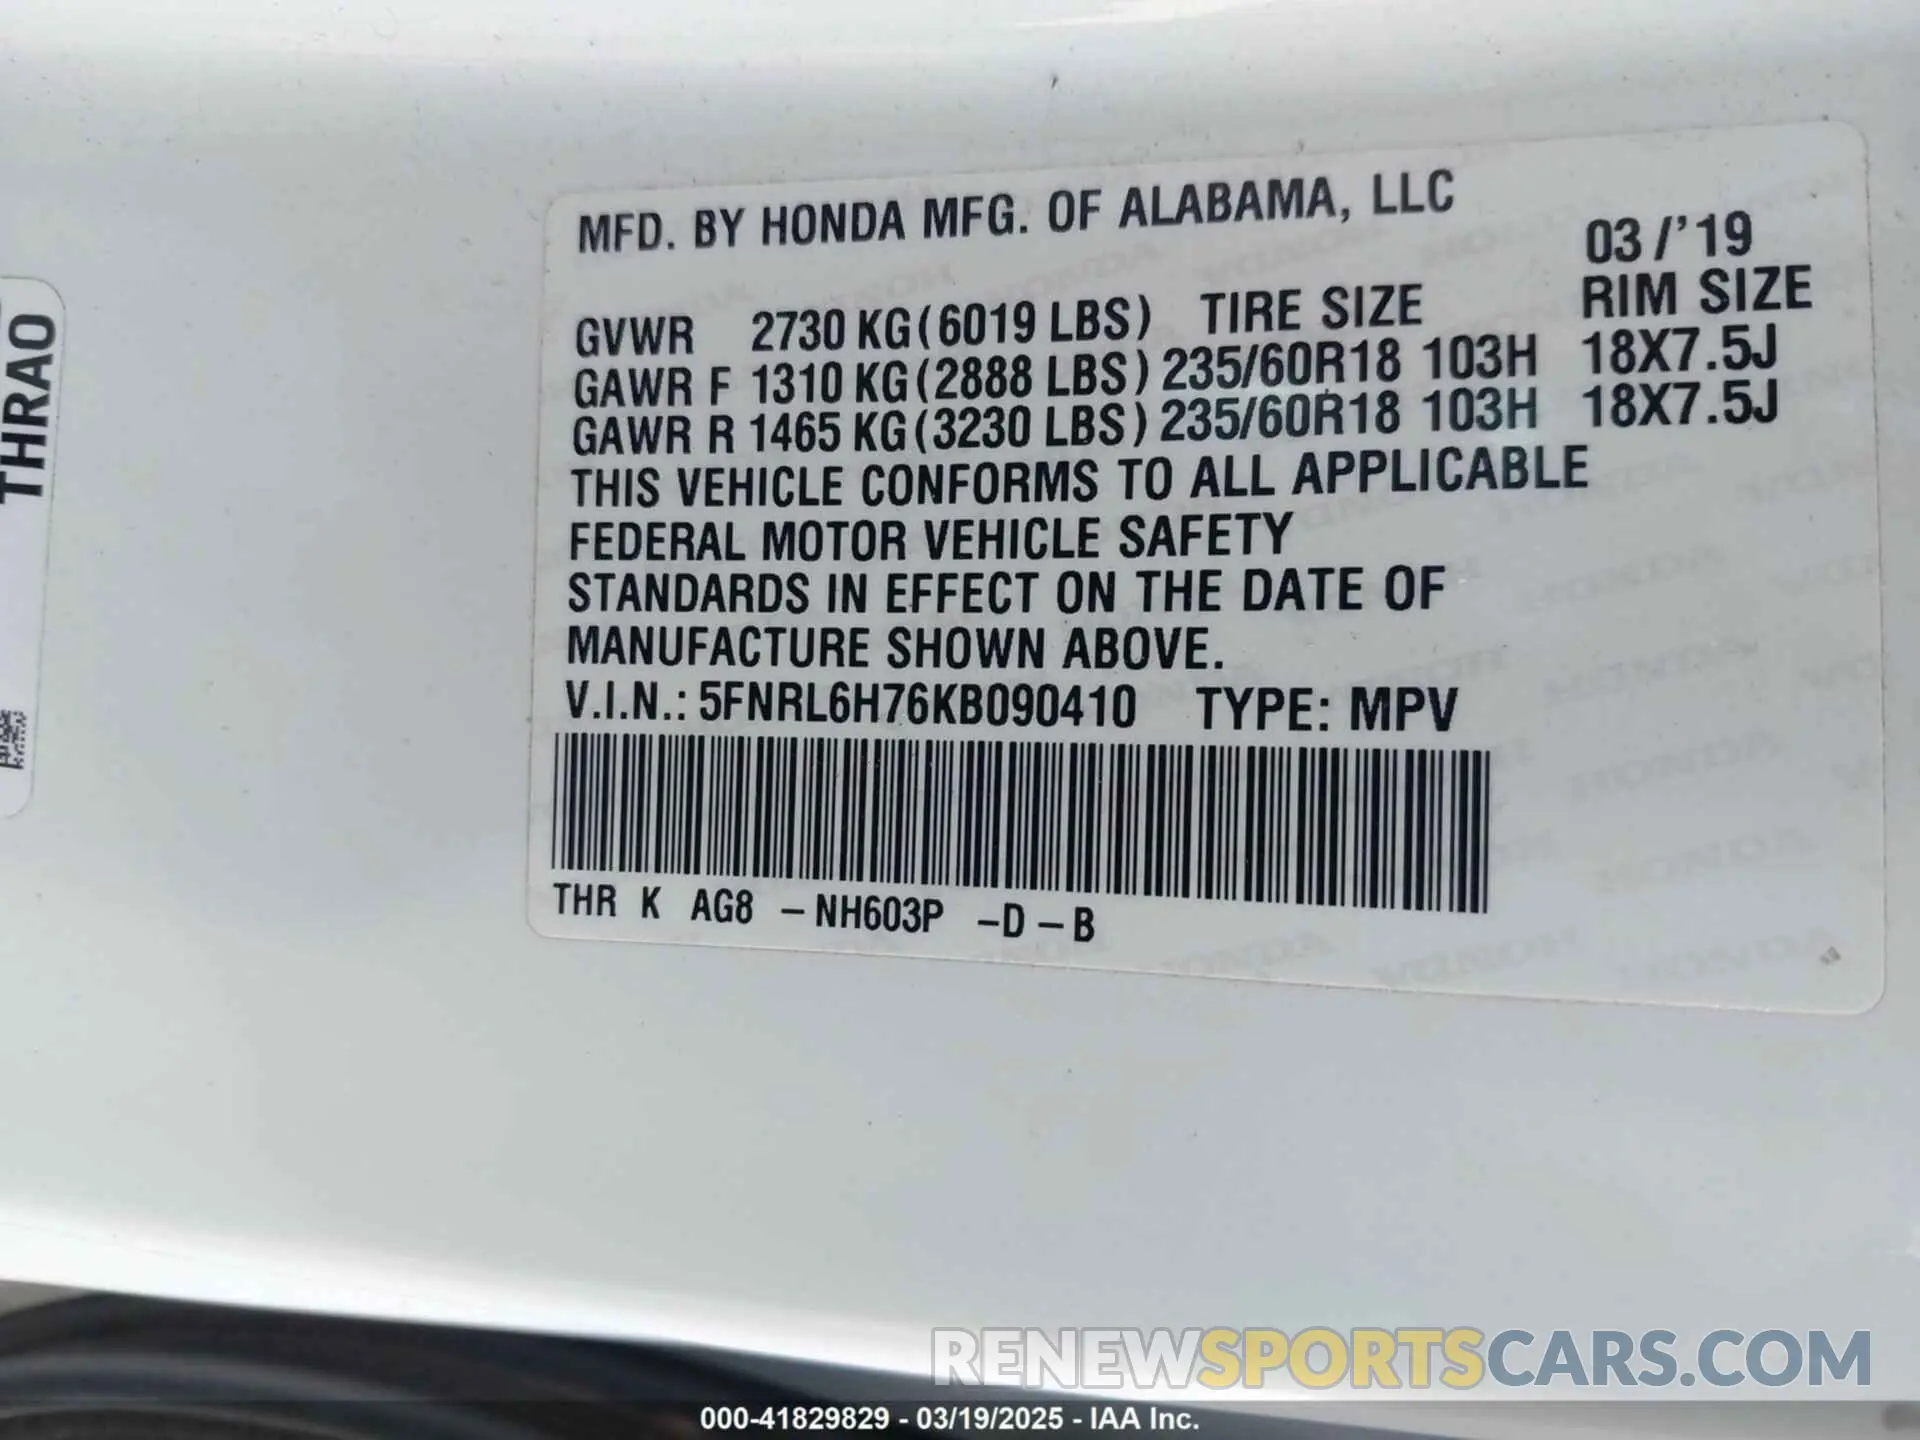 THRAO
MFD. BY HONDA MFG. OF ALABAMA, LLC
03/'19
GVWR 2730 KG(6019 LBS) TIRE SIZE RIM SIZE
GAWR F 1310 KG(2888 LBS) 235/60R18 103H 18X7.5J
GAWR R 1465 KG(3230 LBS) 235/60R18 103H 18X7.5J
THIS VEHICLE CONFORMS TO ALL APPLICABLE
FEDERAL MOTOR VEHICLE SAFETY
STANDARDS IN EFFECT ON THE DATE OF
MANUFACTURE SHOWN ABOVE.
V.I.N.: 5FNRL6H76KB090410 TYPE: MPV
THR K AG8 -NH603P -D-B
RENEWSPORTSCARS.COM
000-41829829 - 03/19/2025 - IAA Inc.